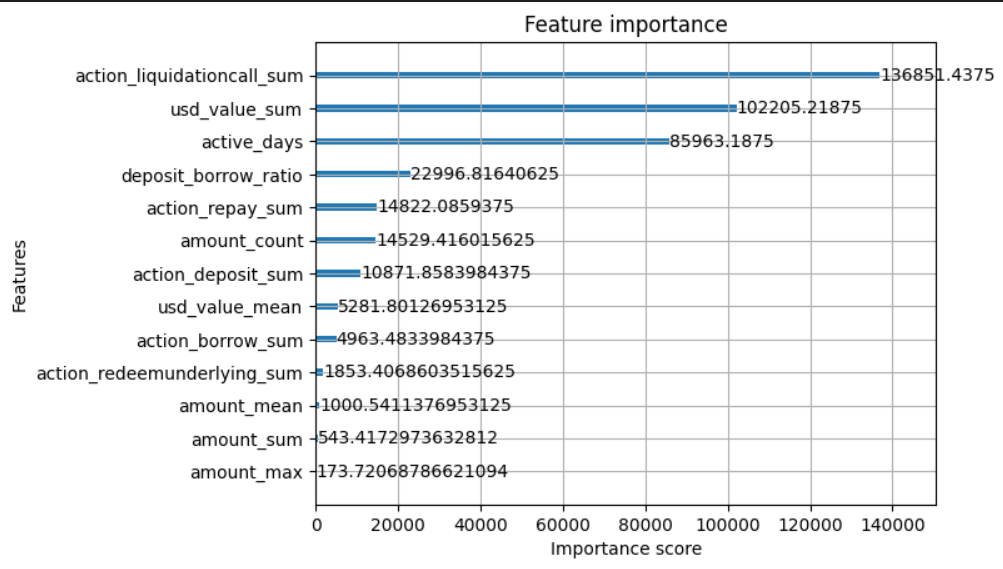 Feature importance
Features
action_liquidationcall_sum 136851.4375
usd_value_sum 102205.21875
active_days 85963.1875
deposit_borrow_ratio 22996.81640625
action_repay_sum 14822.0859375
amount_count 14529.416015625
action_deposit_sum 10871.8583984375
usd_value_mean 5281.80126953125
action_borrow_sum 4963.4833984375
action_redeemunderlying_sum 1853.4068603515625
amount_mean 1000.5411376953125
amount_sum 543.4172973632812
amount_max 173.72068786621094
0 20000 40000 60000 80000 100000 120000 140000
Importance score